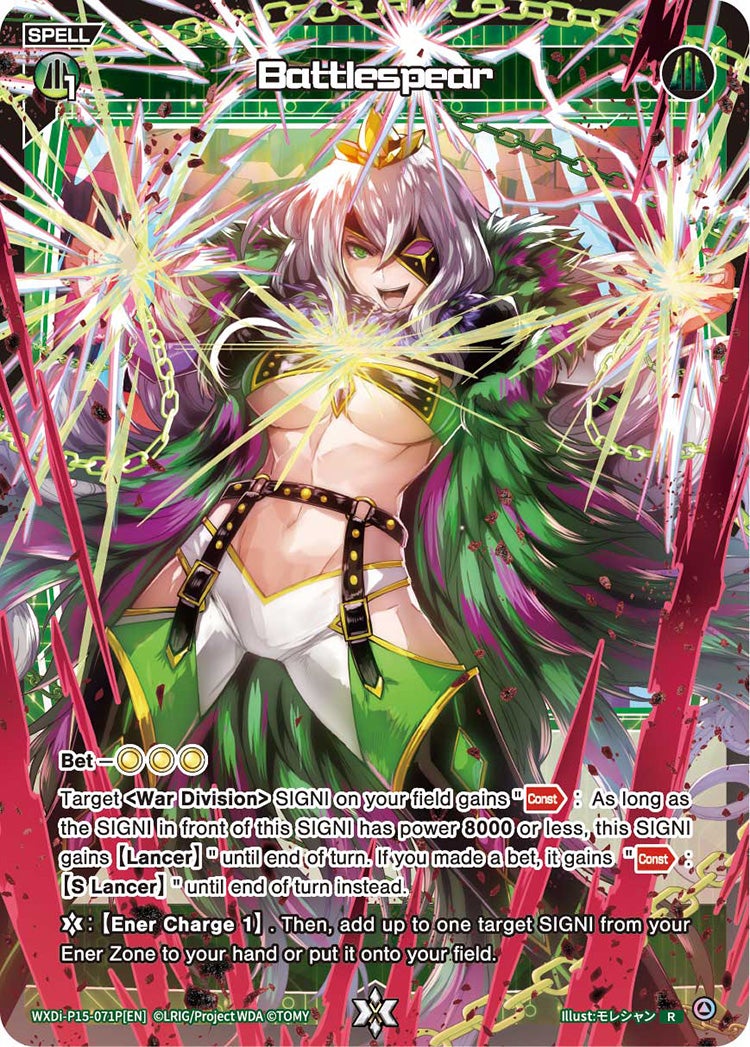 SPELL
1
Battlespear
Bet —
Target <War Division> SIGNI on your field gains " Const : As long as
the SIGNI in front of this SIGNI has power 8000 or less, this SIGNI
gains 【Lancer】" until end of turn. If you made a bet, it gains " Const :
【S Lancer】" until end of turn instead.
: 【Ener Charge 1】. Then, add up to one target SIGNI from your
Ener Zone to your hand or put it onto your field.
WXDi-P15-071P[EN] ©LRIG/Project WDA ©TOMY Illust:モレシャン R